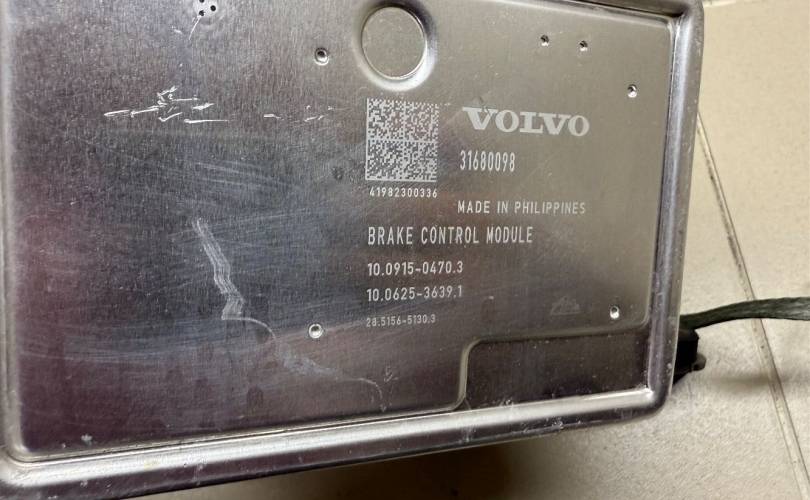 VOLVO
31680098
41982300336
MADE IN PHILIPPINES
BRAKE CONTROL MODULE
10.0915-0470.3
10.0625-3639.1
28.5156-5130.3